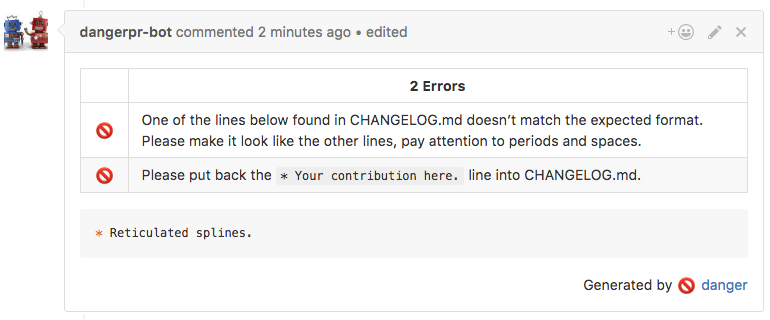 dangerpr-bot commented 2 minutes ago • edited
2 Errors
One of the lines below found in CHANGELOG.md doesn’t match the expected format.
Please make it look like the other lines, pay attention to periods and spaces.
Please put back the * Your contribution here. line into CHANGELOG.md.
* Reticulated splines.
Generated by 🚫 danger